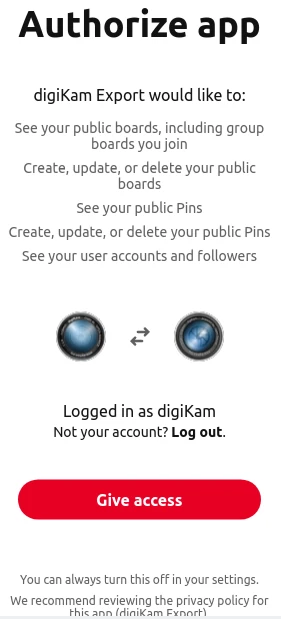 Authorize app
digiKam Export would like to:
See your public boards, including group
boards you join
Create, update, or delete your public
boards
See your public Pins
Create, update, or delete your public Pins
See your user accounts and followers
Logged in as digiKam
Not your account? Log out.
Give access
You can always turn this off in your settings.
We recommend reviewing the privacy policy for
this app (digiKam Export)